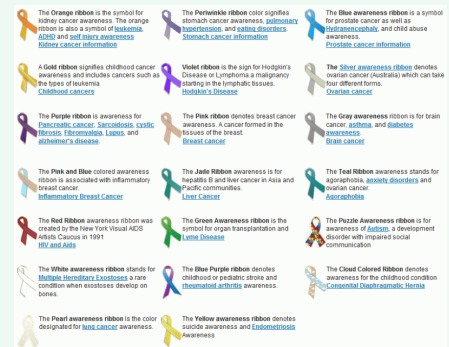 The Orange ribbon is the symbol for
kidney cancer awareness. The orange
ribbon is also a symbol of leukemia,
ADHD and self injury awareness
Kidney cancer information
The Periwinkle ribbon color signifies
stomach cancer awareness, pulmonary
hypertension, and eating disorders.
Stomach cancer information
The Blue awareness ribbon is a symbol
for prostate cancer as well as
Hydranencephaly, and child abuse
awareness.
Prostate cancer information
A Gold ribbon signifies childhood cancer
awareness and includes cancers such as
the types of leukemia
Childhood cancers
Violet ribbon is the sign for Hodgkin's
Disease or Lymphoma a malignancy
starting in the lymphatic tissues.
Hodgkin's Disease
The Silver awareness ribbon denotes
ovarian cancer (Australia) which can take
four different forms.
Ovarian cancer
The Purple ribbon is awareness for
Pancreatic cancer, Sarcoidosis, cystic
fibrosis, Fibromyalgia, Lupus, and
alzheimer's disease.
The Pink ribbon denotes breast cancer
awareness. A cancer formed in the
tissues of the breast.
Breast cancer
The Gray awareness ribbon is for brain
cancer, asthma, and diabetes
awareness.
Brain cancer
The Pink and Blue colored awareness
ribbon is associated with inflammatory
breast cancer.
Inflammatory Breast Cancer
The Jade Ribbon awareness is for
hepatitis B and liver cancer in Asia and
Pacific communities.
Liver Cancer
The Teal Ribbon awareness stands for
agoraphobia, anxiety disorders and
ovarian cancer.
Agoraphobia
The Red Ribbon awareness ribbon was
created by the New York Visual AIDS
Artists Caucus in 1991
HIV and Aids
The Green Awareness ribbon is the
symbol for organ transplantation and
Lyme Disease
The Puzzle Awareness ribbon is for
awareness of Autism, a development
disorder with impaired social
communication
The White awareness ribbon stands for
Multiple Hereditary Exostoses a rare
condition when exostoses develop on
bones.
The Blue Purple ribbon denotes
childhood or pediatric stroke and
rheumatoid arthritis awareness.
The Cloud Colored Ribbon denotes
awareness for the childhood condition
Congenital Diaphragmatic Hernia
The Pearl awareness ribbon is the color
designated for lung cancer awareness.
The Yellow awareness ribbon denotes
suicide awareness and Endometriosis
Awareness